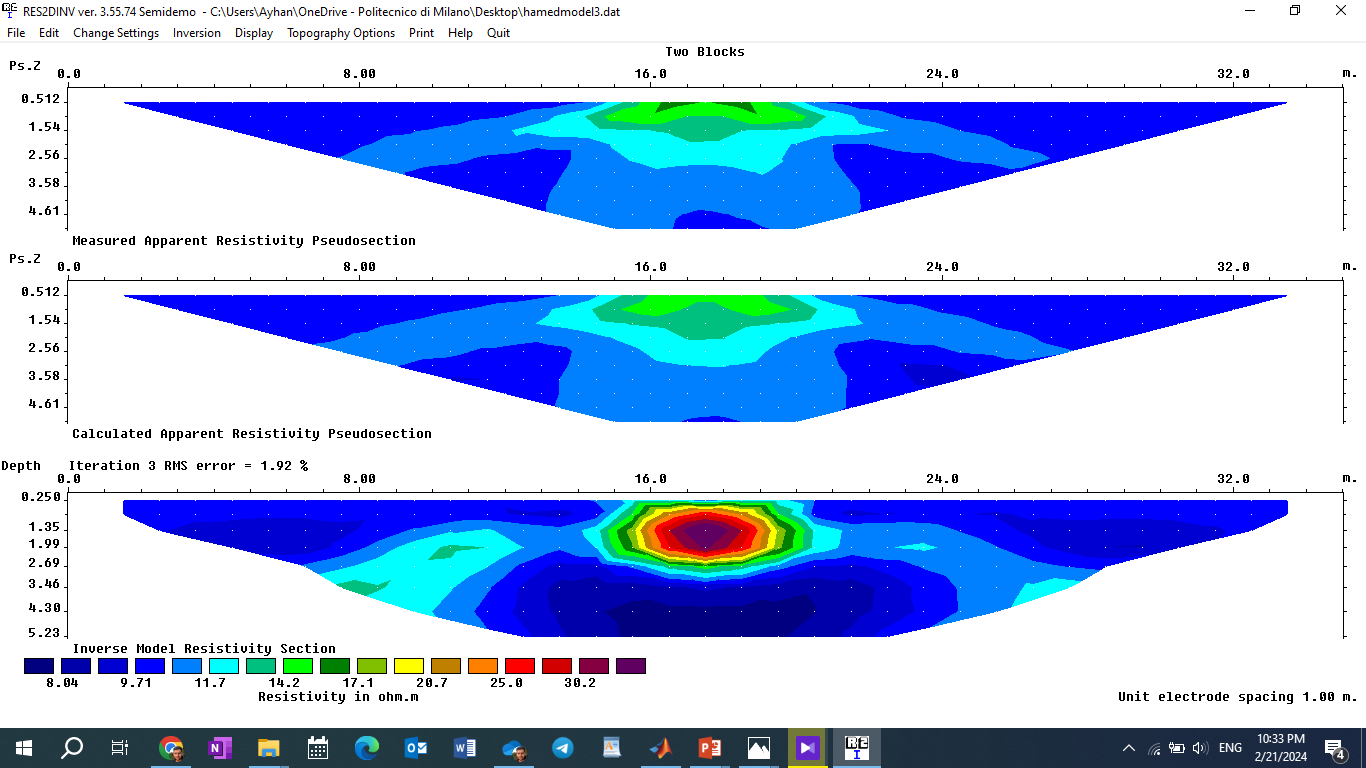 RES2DINV ver. 3.55.74 Semidemo - C:\Users\Ayhan\OneDrive - Politecnico di Milano\Desktop\hamedmodel3.dat
File Edit Change Settings Inversion Display Topography Options Print Help Quit
Two Blocks
Ps.Z
0.0 8.00 16.0 24.0 32.0 m.
0.512
1.54
2.56
3.58
4.61
Measured Apparent Resistivity Pseudosection
Ps.Z
0.0 8.00 16.0 24.0 32.0 m.
0.512
1.54
2.56
3.58
4.61
Calculated Apparent Resistivity Pseudosection
Depth Iteration 3 RMS error = 1.92 %
0.0 8.00 16.0 24.0 32.0 m.
0.250
1.35
1.99
2.69
3.46
4.30
5.23
Inverse Model Resistivity Section
8.04 9.71 11.7 14.2 17.1 20.7 25.0 30.2
Resistivity in ohm.m
Unit electrode spacing 1.00 m.
ENG
10:33 PM
2/21/2024
4